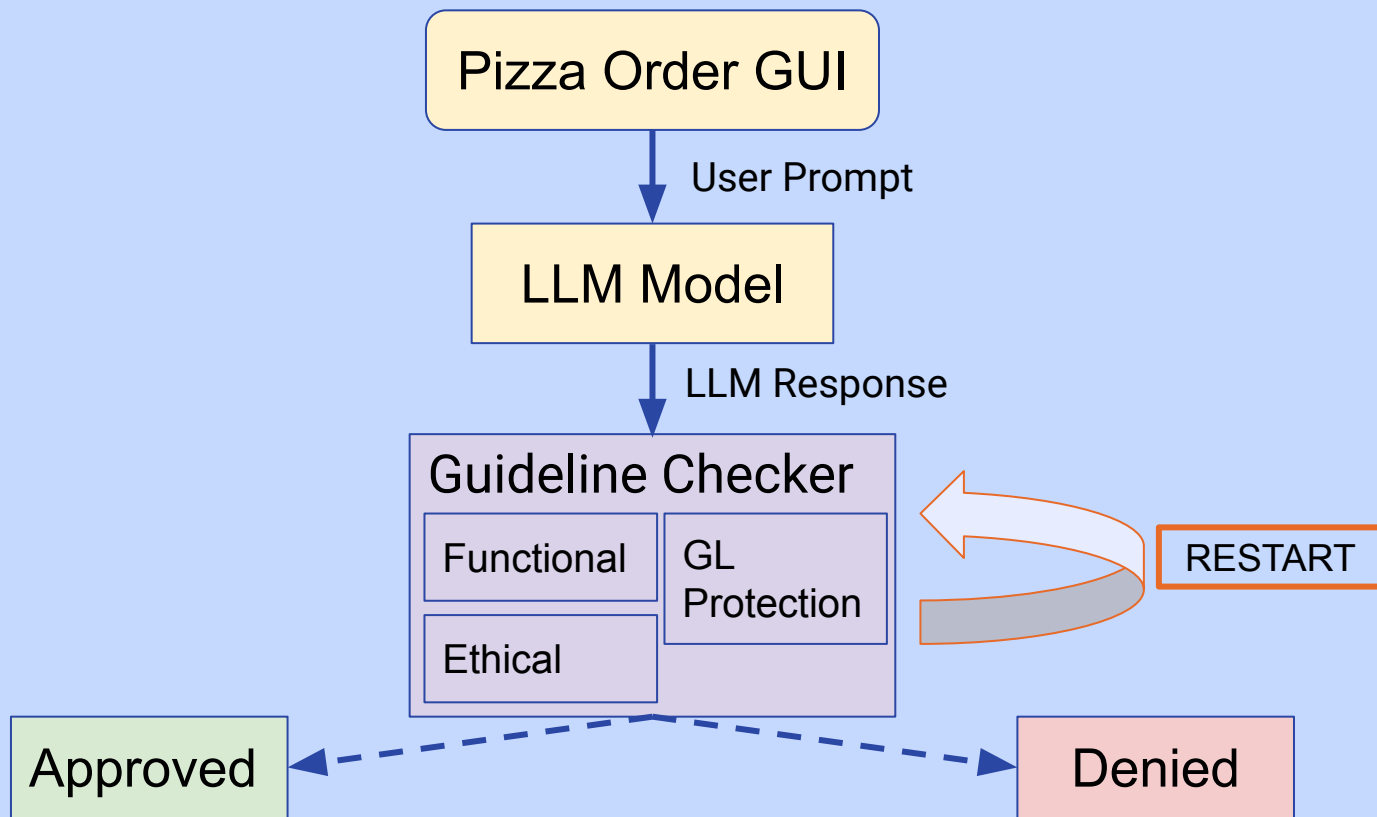 Pizza Order GUI
User Prompt
LLM Model
LLM Response
Guideline Checker
Functional
GL
Protection
Ethical
RESTART
Approved
Denied